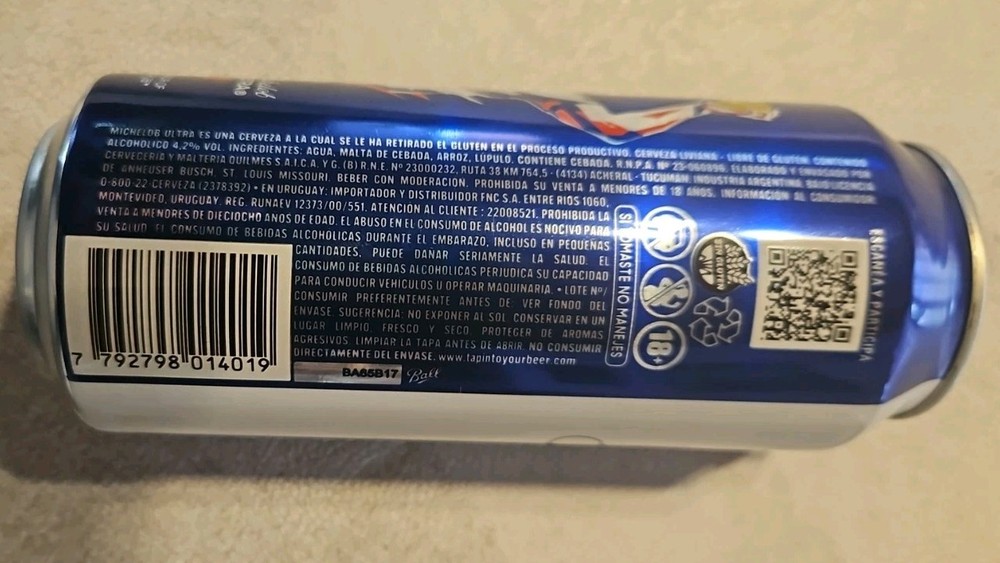 MICHELOB ULTRA ES UNA CERVEZA A LA CUAL SE LE HA RETIRADO EL GLUTEN EN EL PROCESO PRODUCTIVO. CERVEZA LIVIANA - LIBRE DE GLUTEN. CONTENIDO
ALCOHOLICO 4,2% VOL. INGREDIENTES: AGUA, MALTA DE CEBADA, ARROZ, LÚPULO. CONTIENE CEBADA. R.N.P.A. Nº ELABORADO Y ENVASADO POR
CERVECERIA Y MALTERIA QUILMES S.A.I.C.A. Y G. (B) R.N.E. Nº 23000232, RUTA 38 KM 764,5 - (4134) ACHERAL - TUCUMAN INDUSTRIA ARGENTINA BAJO LICENCIA
DE ANHEUSER BUSCH, ST. LOUIS MISSOURI. BEBER CON MODERACION. PROHIBIDA SU VENTA A MENORES DE 18 AÑOS. INFORMACION AL CONSUMIDOR:
0-800-22-CERVEZA (2378392) • EN URUGUAY: IMPORTADOR Y DISTRIBUIDOR FNC S.A. ENTRE RIOS 1060,
MONTEVIDEO, URUGUAY. REG. RUNAEV 12373/00/551. ATENCION AL CLIENTE : 22008521. PROHIBIDA LA
VENTA A MENORES DE DIECIOCHO AÑOS DE EDAD. EL ABUSO EN EL CONSUMO DE ALCOHOL ES NOCIVO PARA
SU SALUD. EL CONSUMO DE BEBIDAS ALCOHOLICAS DURANTE EL EMBARAZO, INCLUSO EN PEQUEÑAS
CANTIDADES, PUEDE DANAR SERIAMENTE LA SALUD. EL
CONSUMO DE BEBIDAS ALCOHOLICAS PERJUDICA SU CAPACIDAD
PARA CONDUCIR VEHICULOS U OPERAR MAQUINARIA. • LOTE Nº/
CONSUMIR PREFERENTEMENTE ANTES DE: VER FONDO DEL
ENVASE. SUGERENCIA: NO EXPONER AL SOL. CONSERVAR EN UN
LUGAR LIMPIO, FRESCO Y SECO. PROTEGER DE AROMAS
AGRESIVOS. LIMPIAR LA TAPA ANTES DE ABRIR. NO CONSUMIR
DIRECTAMENTE DEL ENVASE. www.tapintoyourbeer.com
7 792798 014019
BA65B17 Ball
SI TOMASTE NO MANEJES
18+
ESCANEÁ Y PARTICIPÁ